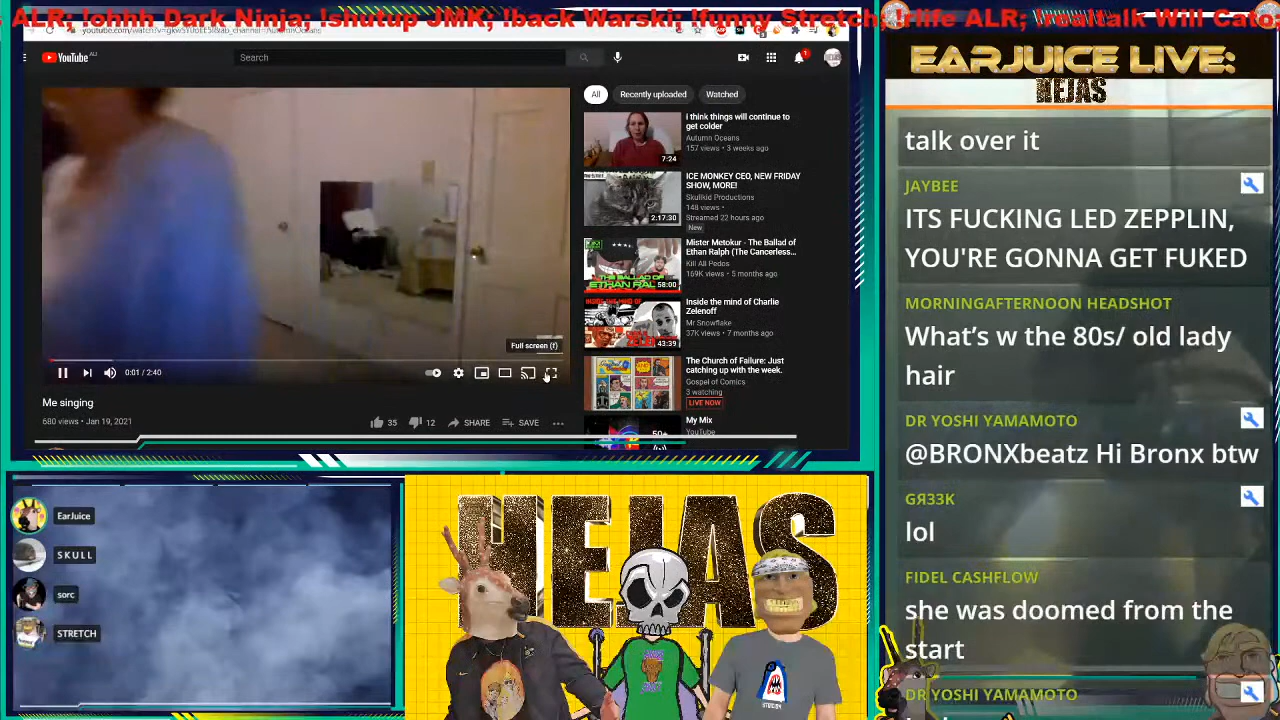 ALR; !ohhh Dark Ninja; !shutup JMK; !back Warski; !funny Stretch; !rlife ALR; !realtalk Will Cato;
YouTube AU
Search
1
All
Recently uploaded
Watched
i think things will continue to
get colder
Autumn Oceans
157 views • 3 weeks ago
7:24
ICE MONKEY CEO, NEW FRIDAY
SHOW, MORE!
Skullkid Productions
148 views •
Streamed 22 hours ago
New
2:17:30
Mister Metokur - The Ballad of
Ethan Ralph (The Cancerless...
Kill All Pedos
169K views • 5 months ago
58:00
Inside the mind of Charlie
Zelenoff
Mr Snowflake
37K views • 7 months ago
43:39
The Church of Failure: Just
catching up with the week.
Gospel of Comics
3 watching
LIVE NOW
My Mix
YouTube
50+
Full screen (f)
0:01 / 2:40
Me singing
680 views • Jan 19, 2021
35
12
SHARE
SAVE
EarJuice
S K U L L
sorc
STRETCH
HEJAS
EARJUICE LIVE:
HEJAS
talk over it
JAYBEE
ITS FUCKING LED ZEPPLIN,
YOU'RE GONNA GET FUKED
MORNINGAFTERNOON HEADSHOT
What's w the 80s/ old lady
hair
DR YOSHI YAMAMOTO
@BRONXbeatz Hi Bronx btw
GЯ33K
lol
FIDEL CASHFLOW
she was doomed from the
start
DR YOSHI YAMAMOTO